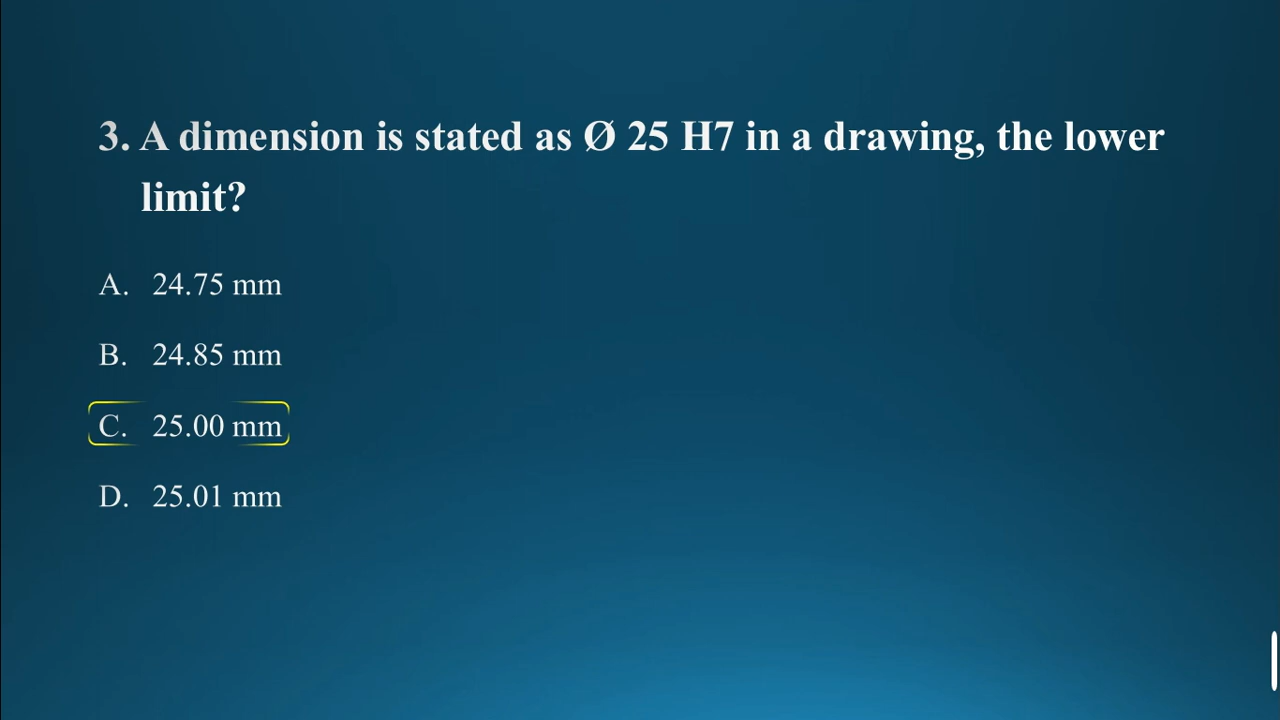 3. A dimension is stated as Ø 25 H7 in a drawing, the lower
limit?
A. 24.75 mm
B. 24.85 mm
C. 25.00 mm
D. 25.01 mm